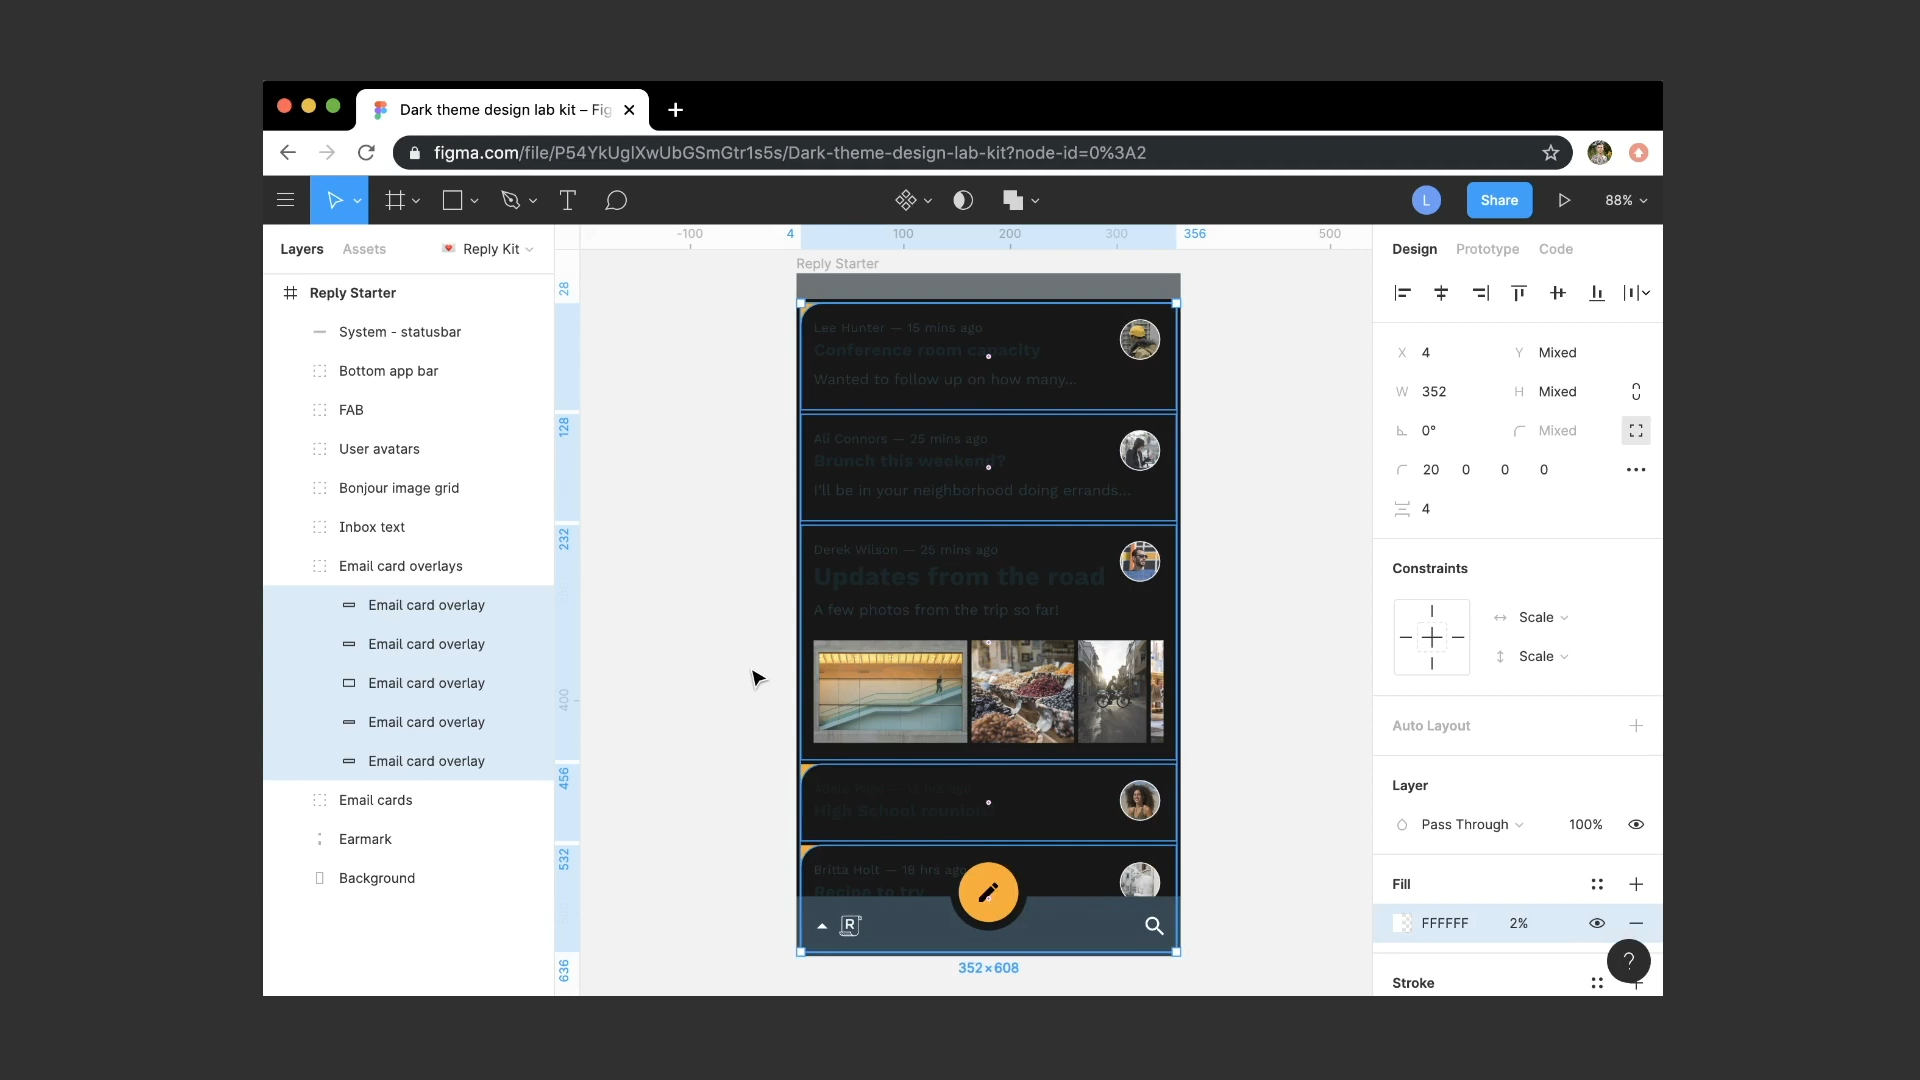 Dark theme design lab kit – Fig
figma.com/file/P54YkUglXwUbGSmGtr1s5s/Dark-theme-design-lab-kit?node-id=0%3A2
L
Share
88%
Layers
Assets
Reply Kit
Reply Starter
System - statusbar
Bottom app bar
FAB
User avatars
Bonjour image grid
Inbox text
Email card overlays
Email card overlay
Email card overlay
Email card overlay
Email card overlay
Email card overlay
Email cards
Earmark
Background
-100
4
100
200
300
356
500
28
128
232
400
456
532
636
Reply Starter
Lee Hunter — 15 mins ago
Conference room capacity
Wanted to follow up on how many...
Ali Connors — 25 mins ago
Brunch this weekend?
I'll be in your neighborhood doing errands...
Derek Wilson — 25 mins ago
Updates from the road
A few photos from the trip so far!
High School reunion
Britta Holt — 18 hrs ago
Recipe to try
R
352 × 608
Design
Prototype
Code
X 4
Y Mixed
W 352
H Mixed
0°
Mixed
20 0 0 0
4
Constraints
Scale
Scale
Auto Layout
Layer
Pass Through
100%
Fill
FFFFFF
2%
?
Stroke